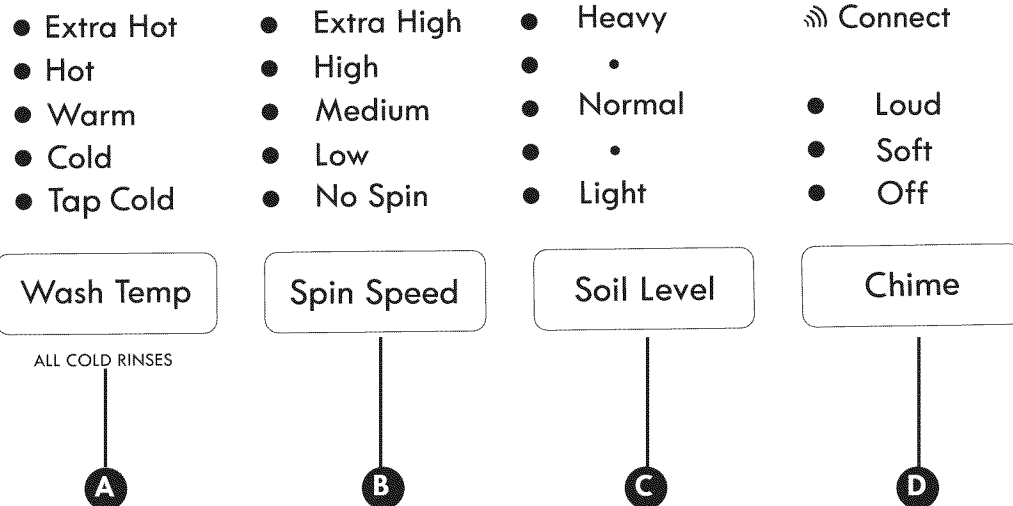 Extra Hot
Hot
Warm
Cold
Tap Cold
Wash Temp
ALL COLD RINSES
A
Extra High
High
Medium
Low
No Spin
Spin Speed
B
Heavy
Normal
Light
Soil Level
C
Connect
Loud
Soft
Off
Chime
D